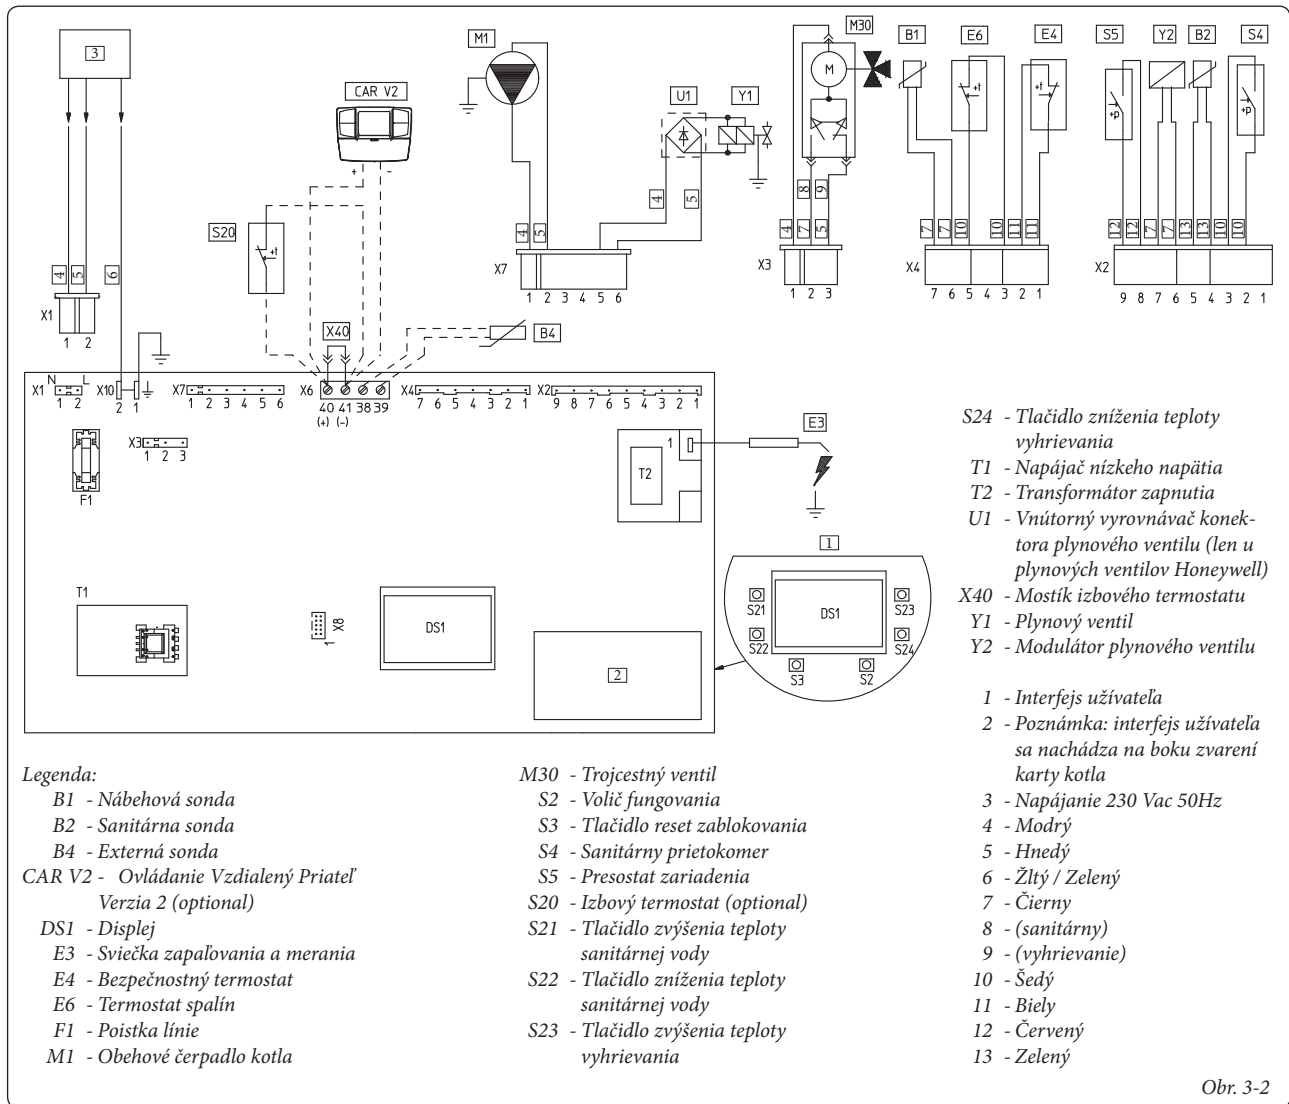 3
CAR V2
M1
U1
Y1
M30
M
B1
E6
E4
S5
Y2
B2
S4
+t
+t
+p
+p
+ -
S20
+t
4 5 6
X1
1 2
4 5
4 5
X7
1 2 3 4 5 6
8 9
4 7 5
X3
1 2 3
7 7 10 10 11 11
X4
7 6 5 4 3 2 1
12 12 7 7 13 13 10 10
X2
9 8 7 6 5 4 3 2 1
X40
B4
X1 N L
1 2
X10
2 1
X7
1 2 3 4 5 6
X6
40 41 38 39
(+) (-)
X4
7 6 5 4 3 2 1
X2
9 8 7 6 5 4 3 2 1
X3
1 2 3
F1
T2
1
E3
T1
X8
1
DS1
2
1
DS1
S21
S22
S3
S2
S23
S24
Legenda:
B1 - Nábehová sonda
B2 - Sanitárna sonda
B4 - Externá sonda
CAR V2 - Ovládanie Vzdialený Priateľ
Verzia 2 (optional)
DS1 - Displej
E3 - Sviečka zapaľovania a merania
E4 - Bezpečnostný termostat
E6 - Termostat spalín
F1 - Poistka línie
M1 - Obehové čerpadlo kotla
M30 - Trojcestný ventil
S2 - Volič fungovania
S3 - Tlačidlo reset zablokovania
S4 - Sanitárny prietokomer
S5 - Presostat zariadenia
S20 - Izbový termostat (optional)
S21 - Tlačidlo zvýšenia teploty
sanitárnej vody
S22 - Tlačidlo zníženia teploty
sanitárnej vody
S23 - Tlačidlo zvýšenia teploty
vyhrievania
S24 - Tlačidlo zníženia teploty
vyhrievania
T1 - Napájač nízkeho napätia
T2 - Transformátor zapnutia
U1 - Vnútorný vyrovnávač konek-
tora plynového ventilu (len u
plynových ventilov Honeywell)
X40 - Mostík izbového termostatu
Y1 - Plynový ventil
Y2 - Modulátor plynového ventilu
1 - Interfejs užívateľa
2 - Poznámka: interfejs užívateľa
sa nachádza na boku zvarení
karty kotla
3 - Napájanie 230 Vac 50Hz
4 - Modrý
5 - Hnedý
6 - Žltý / Zelený
7 - Čierny
8 - (sanitárny)
9 - (vyhrievanie)
10 - Šedý
11 - Biely
12 - Červený
13 - Zelený
Obr. 3-2